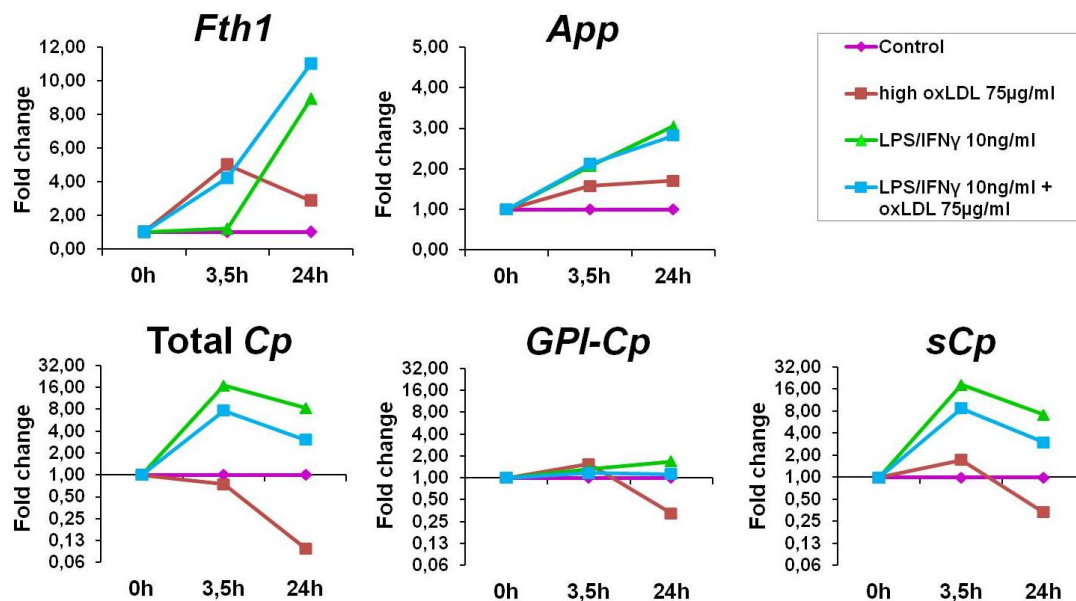 Fth1
Fold change
12,00
10,00
8,00
6,00
4,00
2,00
0,00
0h 3,5h 24h
App
Fold change
5,00
4,00
3,00
2,00
1,00
0,00
0h 3,5h 24h
Control
high oxLDL 75µg/ml
LPS/IFNγ 10ng/ml
LPS/IFNγ 10ng/ml +
oxLDL 75µg/ml
Total Cp
Fold change
32,00
16,00
8,00
4,00
2,00
1,00
0,50
0,25
0,13
0,06
0h 3,5h 24h
GPI-Cp
Fold change
32,00
16,00
8,00
4,00
2,00
1,00
0,50
0,25
0,13
0,06
0h 3,5h 24h
sCp
Fold change
32,00
16,00
8,00
4,00
2,00
1,00
0,50
0,25
0,13
0,06
0h 3,5h 24h